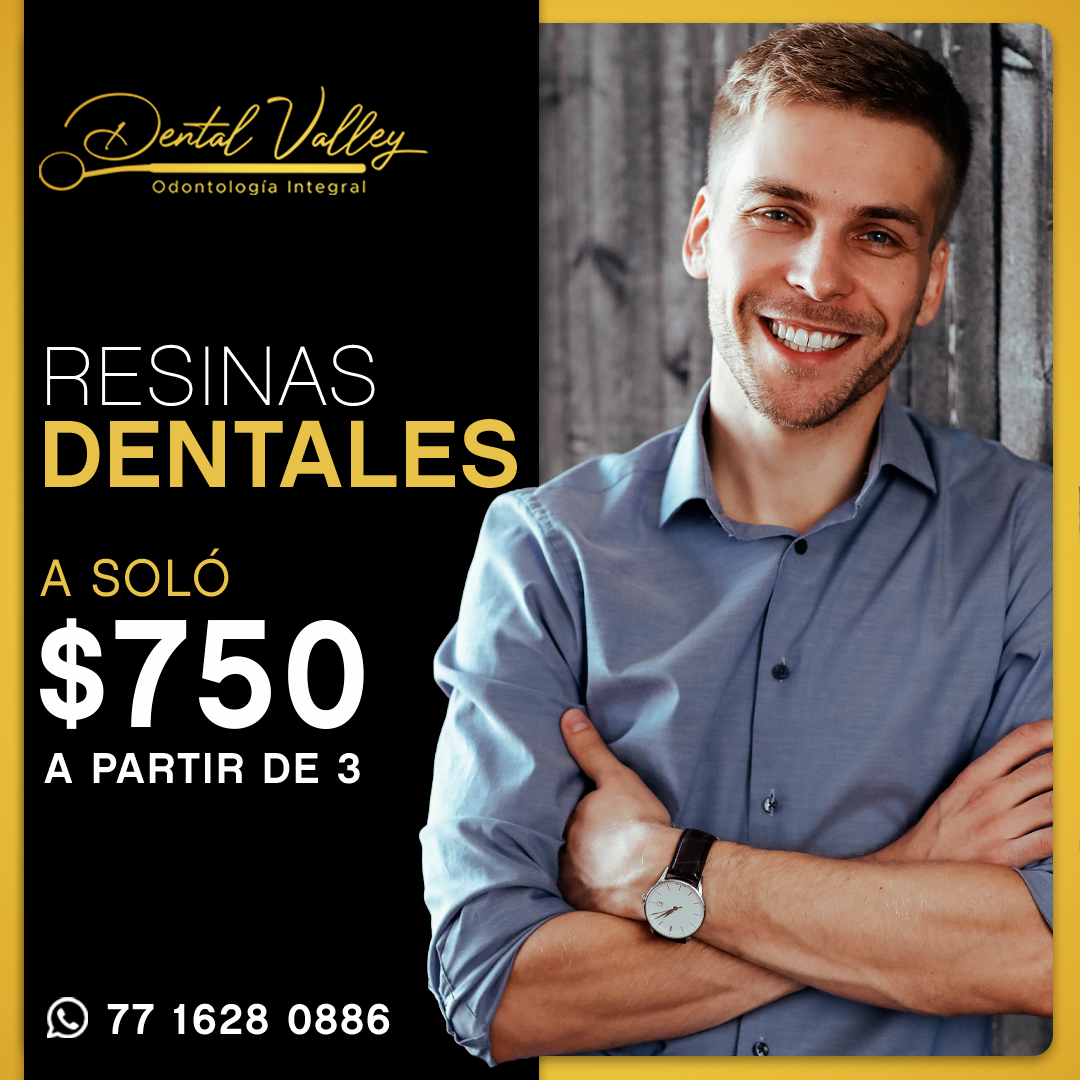 Dental Valley
Odontología Integral
RESINAS
DENTALES
A SOLÓ
$750
A PARTIR DE 3
77 1628 0886